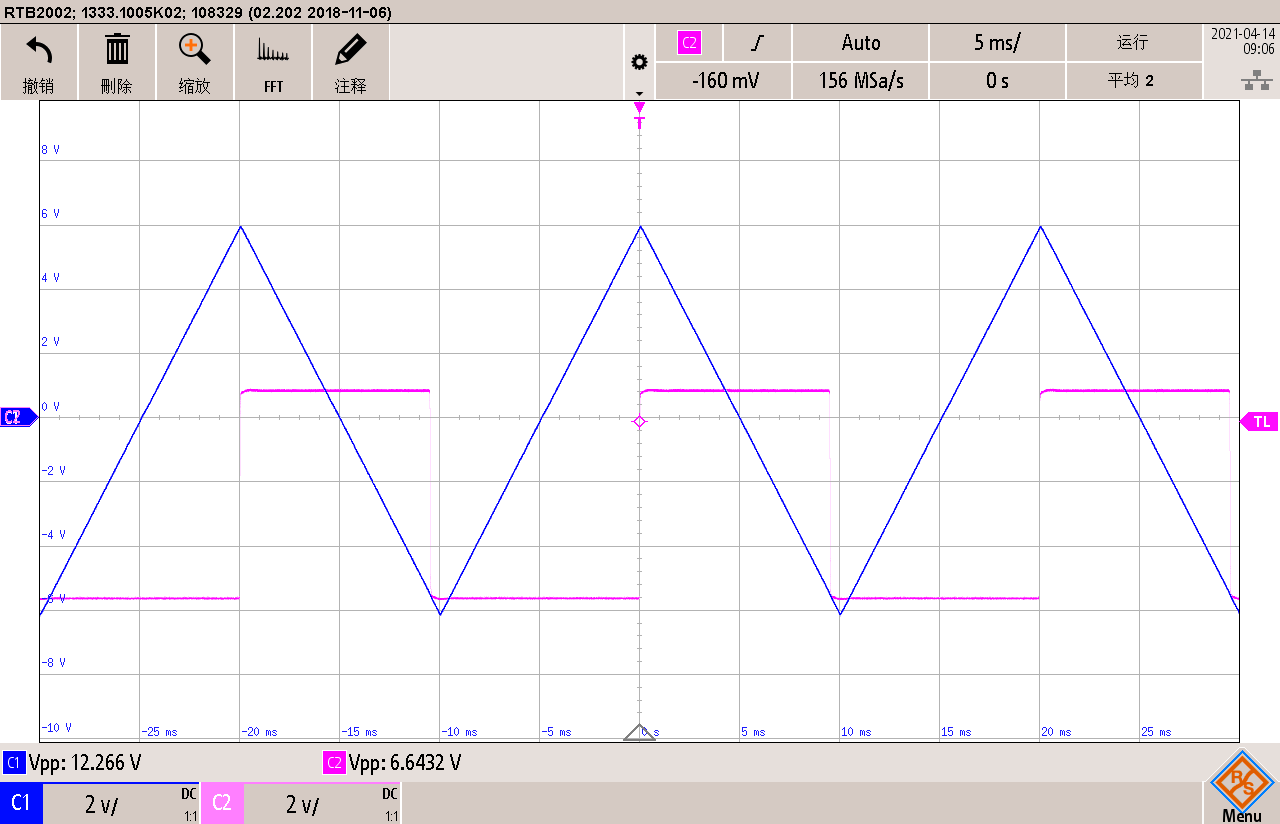 RTB2002; 1333.1005K02; 108329 (02.202 2018-11-06)
撤销
刪除
缩放
FFT
注释
C2
Auto
5 ms/
运行
2021-04-14
09:06
-160 mV
156 MSa/s
0 s
平均 2
T
8 V
6 V
4 V
2 V
0 V
TL
-2 V
-4 V
-8 V
-10 V
-25 ms
-20 ms
-15 ms
-10 ms
-5 ms
0 s
5 ms
10 ms
15 ms
20 ms
25 ms
C1 Vpp: 12.266 V
C2 Vpp: 6.6432 V
C1
2 V/
DC
1:1
C2
2 V/
DC
1:1
R S
Menu